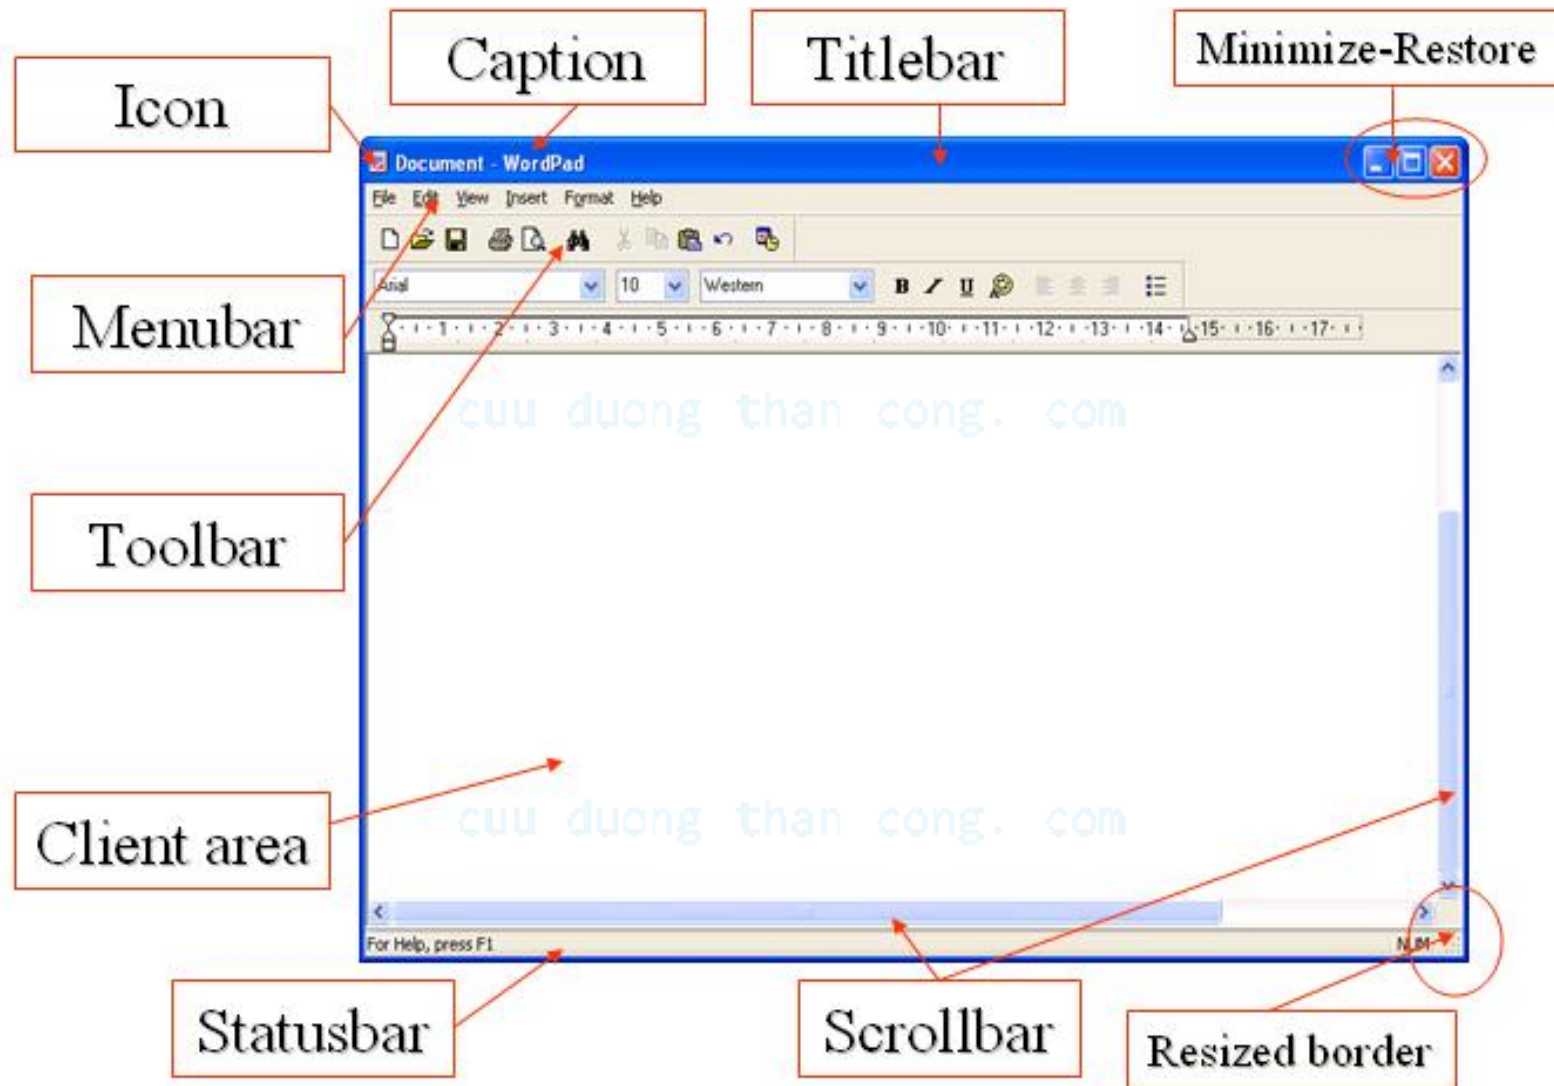 Caption
Titlebar
Minimize-Restore
Icon
Document - WordPad
File Edit View Insert Format Help
Arial 10 Western B I U
1 2 3 4 5 6 7 8 9 10 11 12 13 14 15 16 17
Menubar
cuu duong than cong. com
Toolbar
Client area
cuu duong than cong. com
For Help, press F1 NUM
Statusbar
Scrollbar
Resized border